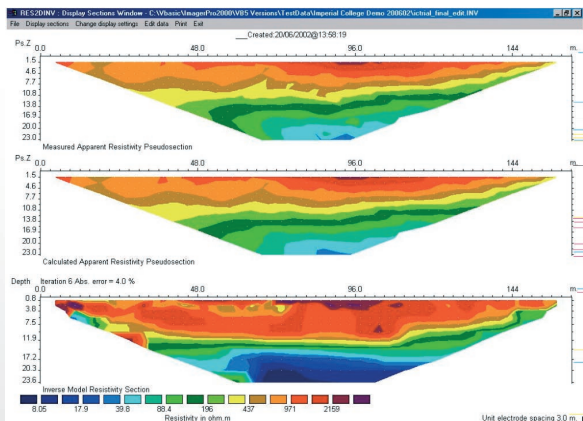 RES2DINV - Display Sections Window - C:\Vbasic\ImagerPro2000\VB5 Versions\TestData\Imperial College Demo 200602\ictrial_final_edit.INV
File Display sections Change display settings Edit data Print Exit
Created:20/06/2002@13:58:19
Ps.Z 0.0 48.0 96.0 144 m.
1.5
4.6
7.7
10.8
13.8
16.9
20.0
23.0
Measured Apparent Resistivity Pseudosection
Ps.Z 0.0 48.0 96.0 144 m.
1.5
4.6
7.7
10.8
13.8
16.9
20.0
23.0
Calculated Apparent Resistivity Pseudosection
Depth Iteration 6 Abs. error = 4.0 %
0.0 48.0 96.0 144 m.
0.8
3.8
7.5
11.9
17.2
20.3
23.6
Inverse Model Resistivity Section
8.05 17.9 39.8 88.4 196 437 971 2159
Resistivity in ohm.m
Unit electrode spacing 3.0 m.